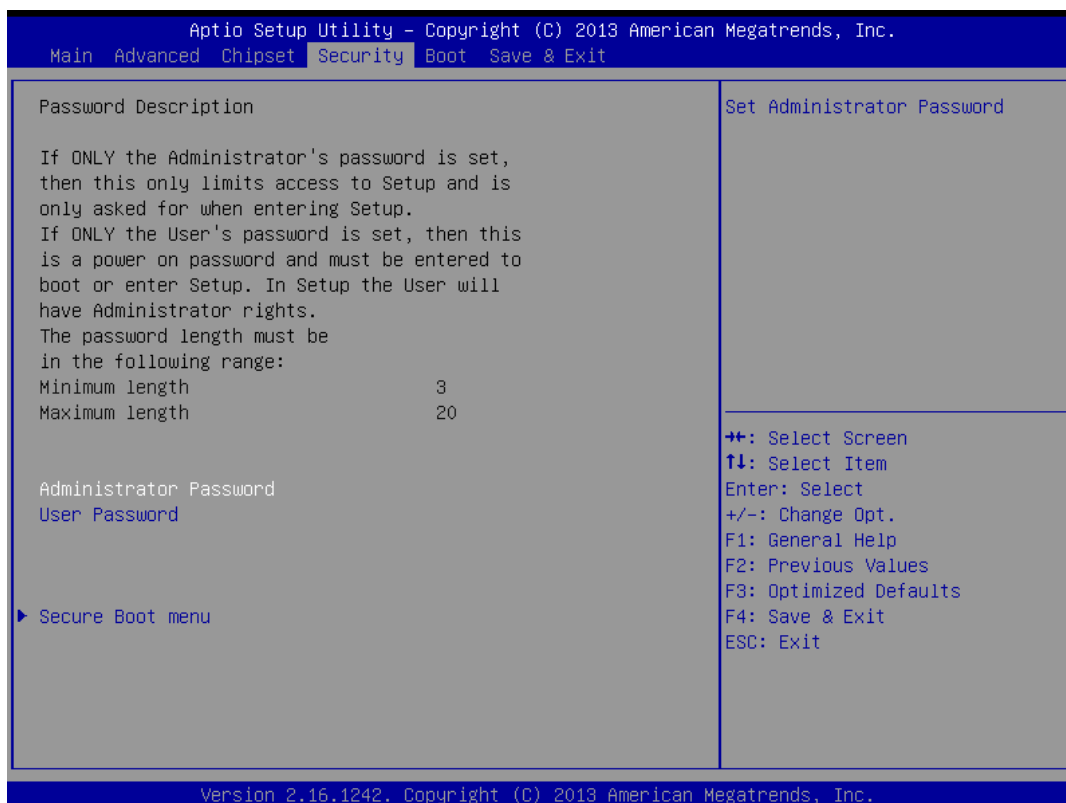 Aptio Setup Utility – Copyright (C) 2013 American Megatrends, Inc.
Main Advanced Chipset Security Boot Save & Exit
Password Description
If ONLY the Administrator's password is set,
then this only limits access to Setup and is
only asked for when entering Setup.
If ONLY the User's password is set, then this
is a power on password and must be entered to
boot or enter Setup. In Setup the User will
have Administrator rights.
The password length must be
in the following range:
Minimum length 3
Maximum length 20
Administrator Password
User Password
Secure Boot menu
Set Administrator Password
→←: Select Screen
↑↓: Select Item
Enter: Select
+/-: Change Opt.
F1: General Help
F2: Previous Values
F3: Optimized Defaults
F4: Save & Exit
ESC: Exit
Version 2.16.1242. Copyright (C) 2013 American Megatrends, Inc.